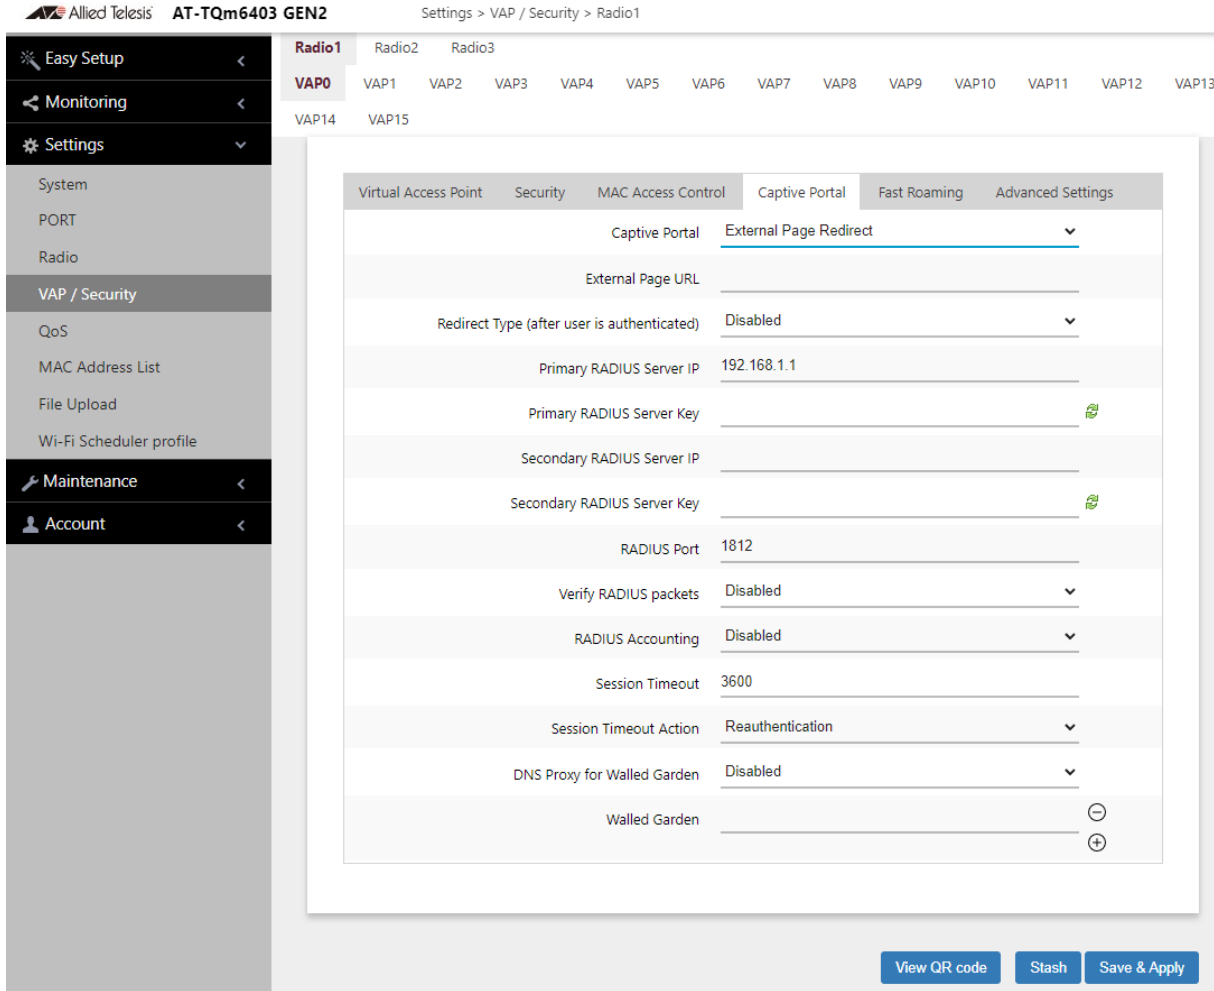 Allied Telesis AT-TQm6403 GEN2 Settings > VAP / Security > Radio1
Easy Setup
Monitoring
Settings
System
PORT
Radio
VAP / Security
QoS
MAC Address List
File Upload
Wi-Fi Scheduler profile
Maintenance
Account
Radio1 Radio2 Radio3
VAP0 VAP1 VAP2 VAP3 VAP4 VAP5 VAP6 VAP7 VAP8 VAP9 VAP10 VAP11 VAP12 VAP13
VAP14 VAP15
Virtual Access Point Security MAC Access Control Captive Portal Fast Roaming Advanced Settings
Captive Portal External Page Redirect
External Page URL
Redirect Type (after user is authenticated) Disabled
Primary RADIUS Server IP 192.168.1.1
Primary RADIUS Server Key
Secondary RADIUS Server IP
Secondary RADIUS Server Key
RADIUS Port 1812
Verify RADIUS packets Disabled
RADIUS Accounting Disabled
Session Timeout 3600
Session Timeout Action Reauthentication
DNS Proxy for Walled Garden Disabled
Walled Garden
View QR code Stash Save & Apply